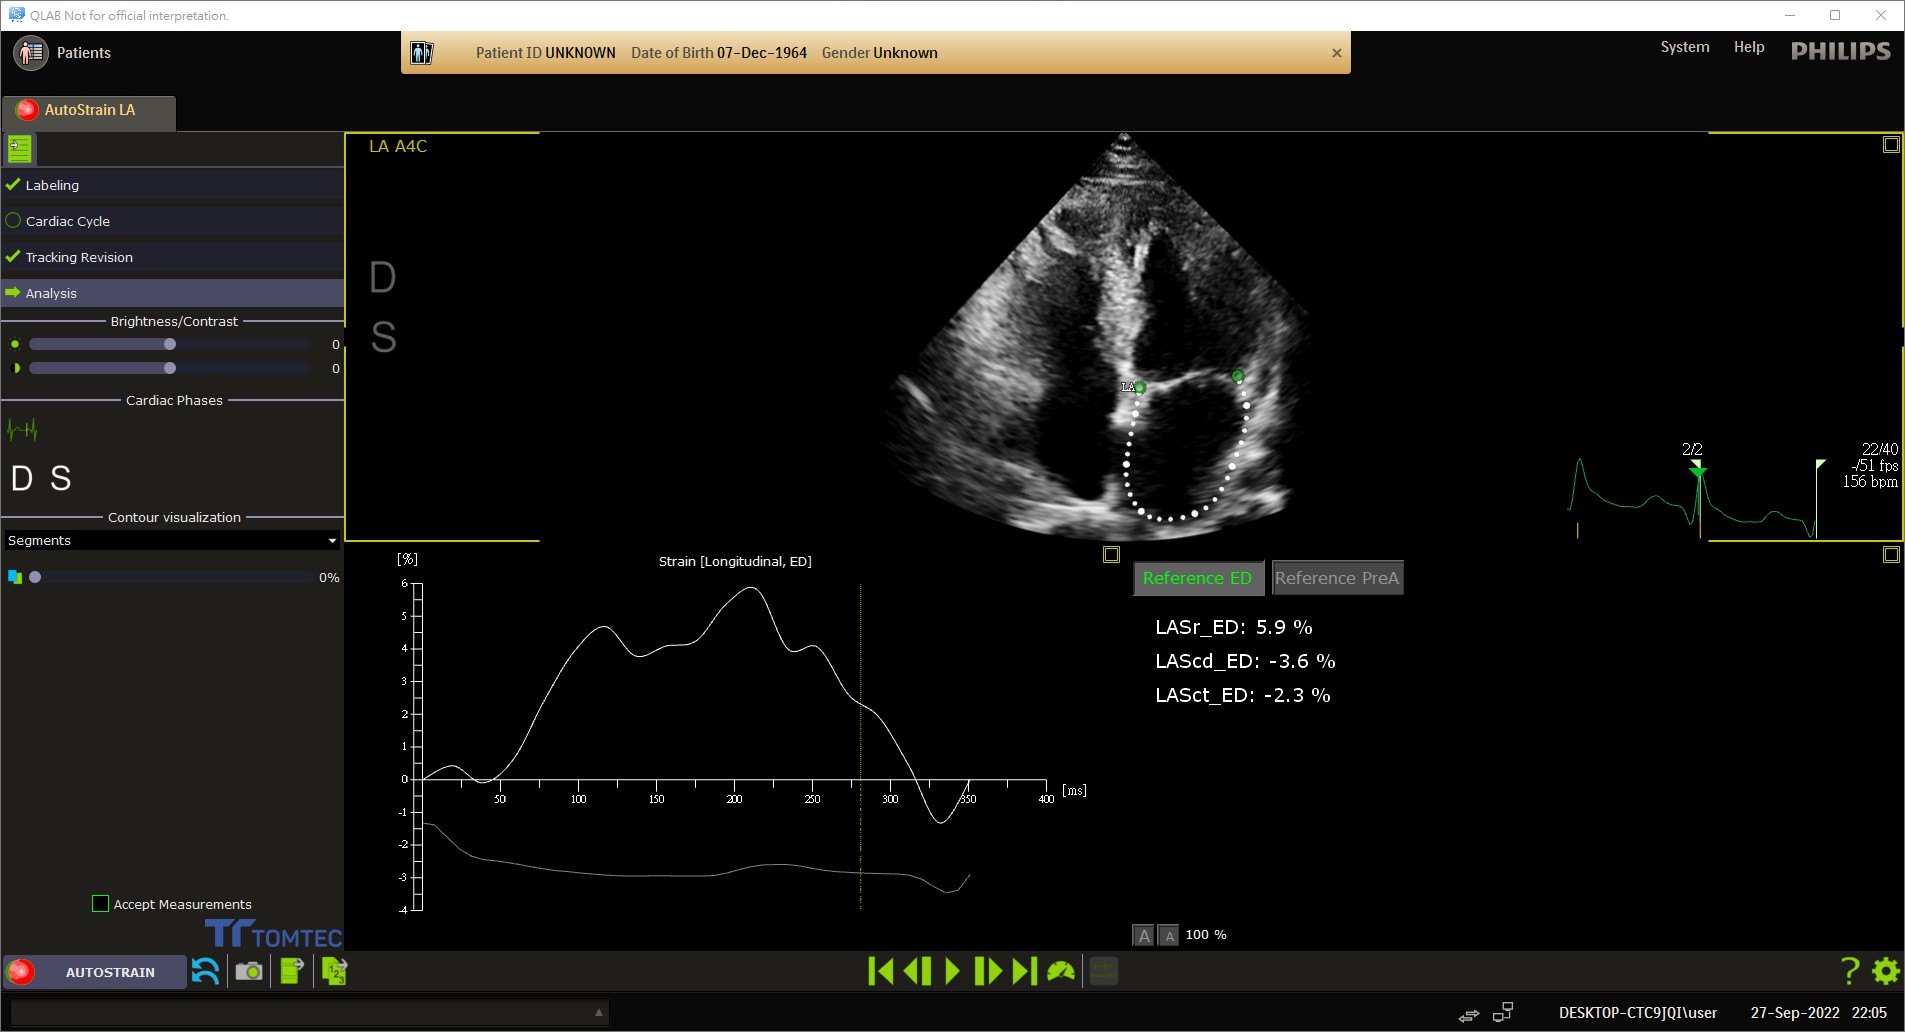 QLAB Not for official interpretation.
Patients
Patient ID UNKNOWN Date of Birth 07-Dec-1964 Gender Unknown
System Help PHILIPS
AutoStrain LA
Labeling
Cardiac Cycle
Tracking Revision
Analysis
Brightness/Contrast
0
0
Cardiac Phases
D S
Contour visualization
Segments
0%
Accept Measurements
TOMTEC
LA A4C
D
S
LA
2/2
22/40
-/51 fps
156 bpm
[%]
Strain [Longitudinal, ED]
6
5
4
3
2
1
0
-1
-2
-3
-4
50 100 150 200 250 300 350 400 [ms]
Reference ED Reference PreA
LASr_ED: 5.9 %
LAScd_ED: -3.6 %
LASct_ED: -2.3 %
A A 100 %
AUTOSTRAIN
DESKTOP-CTC9JQI\user 27-Sep-2022 22:05